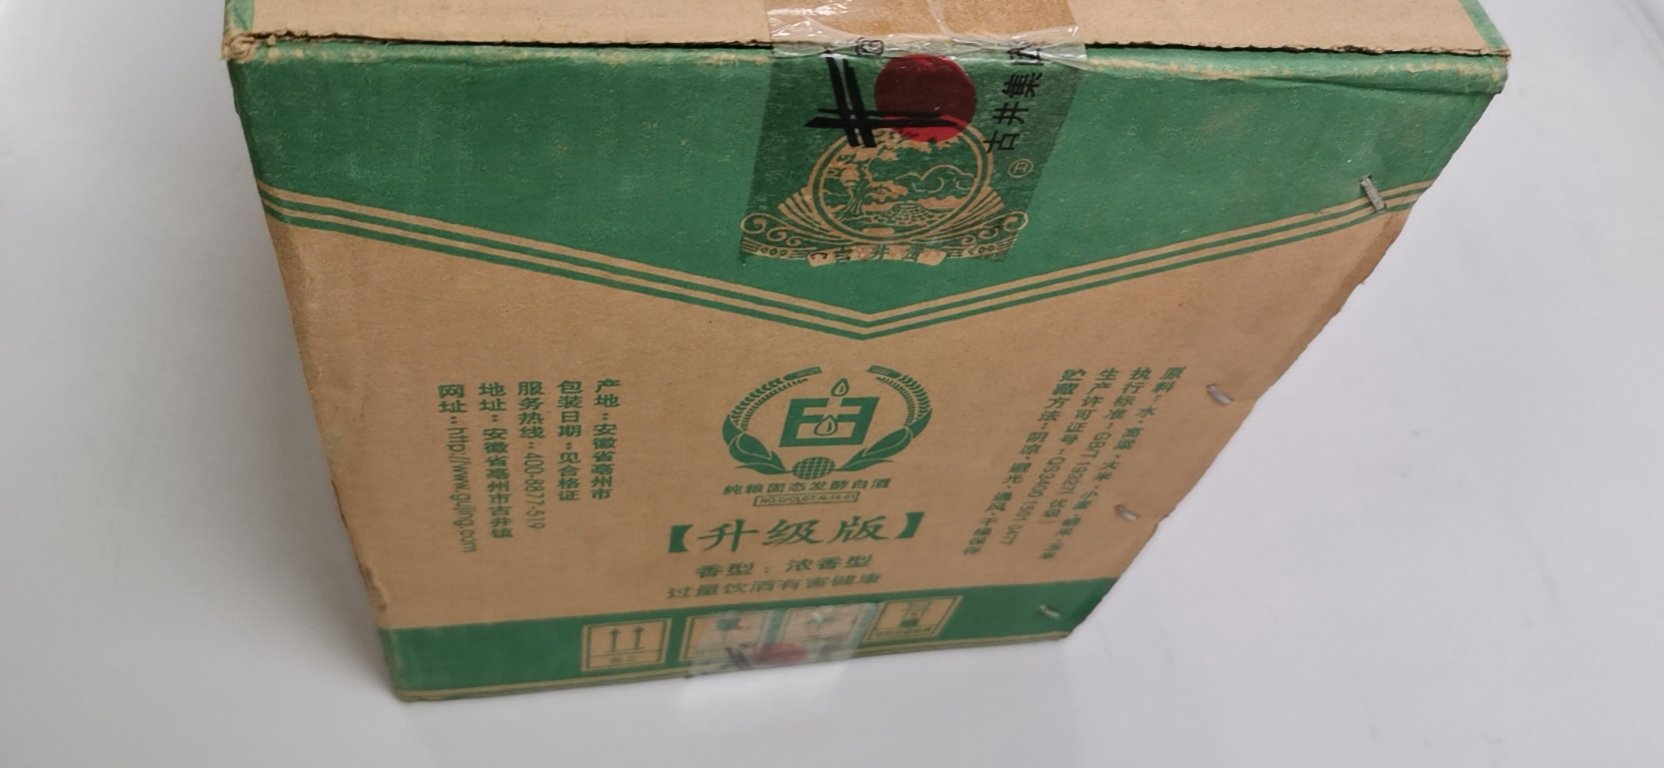 古井集团
®
古井贡
纯粮固态发酵白酒
【升级版】
香型：浓香型
过量饮酒有害健康
产地：安徽省亳州市
包装日期：见合格证
服务热线：400-8877-519
地址：安徽省亳州市古井镇
网址：http://www.gujing.com
原料：水、高粱、大米、小麦、糯米、玉米
执行标准：GB/T10781.1(优级)
贮藏方法：阴凉、避光、通风、干燥保存